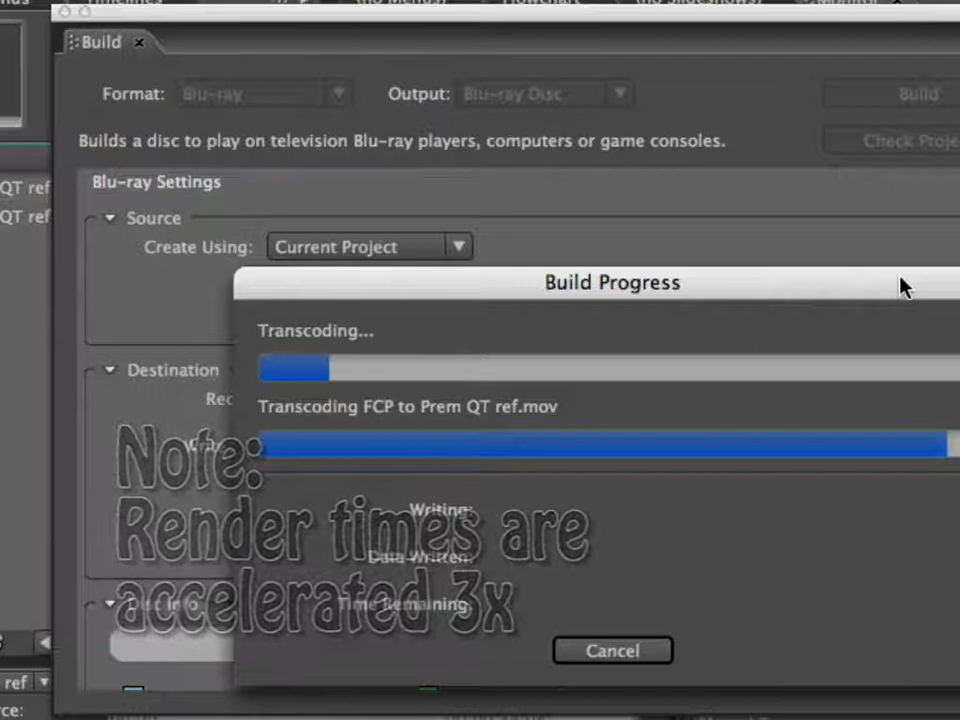 Build
Format: Blu-ray Output: Blu-ray Disc Build
Builds a disc to play on television Blu-ray players, computers or game consoles.
Check
QT ref
Blu-ray Settings
QT ref
Source
Create Using: Current Project
Build Progress
Transcoding...
Destination
Transcoding FCP to Prem QT ref.mov
Note:
Writing:
Render times are
Data Written:
accelerated 3x
Disc Info
Time Remaining:
Cancel
ref